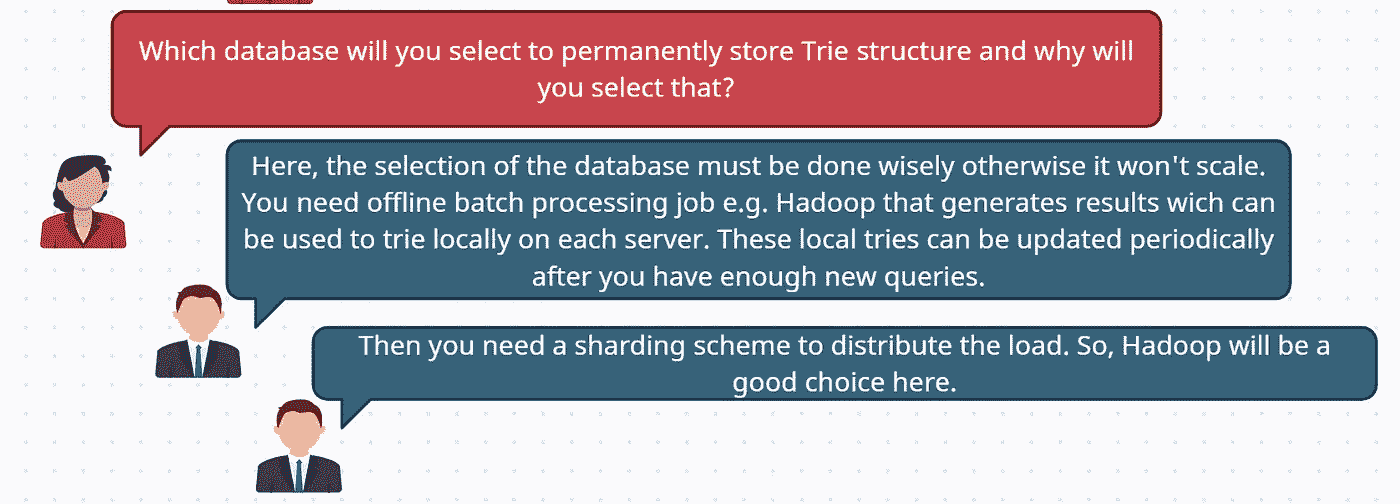 Which database will you select to permanently store Trie structure and why will
you select that?
Here, the selection of the database must be done wisely otherwise it won't scale.
You need offline batch processing job e.g. Hadoop that generates results wich can
be used to trie locally on each server. These local tries can be updated periodically
after you have enough new queries.
Then you need a sharding scheme to distribute the load. So, Hadoop will be a
good choice here.